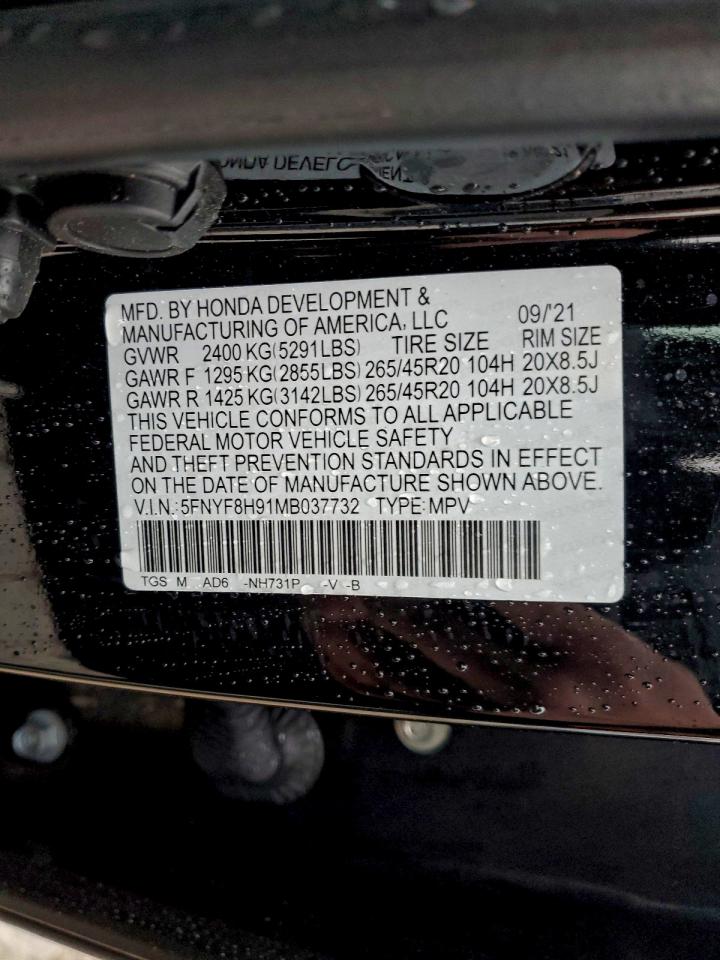 MFD. BY HONDA DEVELOPMENT &
MANUFACTURING OF AMERICA, LLC 09/'21
GVWR 2400 KG(5291LBS) TIRE SIZE RIM SIZE
GAWR F 1295 KG(2855LBS) 265/45R20 104H 20X8.5J
GAWR R 1425 KG(3142LBS) 265/45R20 104H 20X8.5J
THIS VEHICLE CONFORMS TO ALL APPLICABLE
FEDERAL MOTOR VEHICLE SAFETY
AND THEFT PREVENTION STANDARDS IN EFFECT
ON THE DATE OF MANUFACTURE SHOWN ABOVE.
V.I.N.:5FNYF8H91MB037732 TYPE:MPV
TGS M AD6 -NH731P -V -B